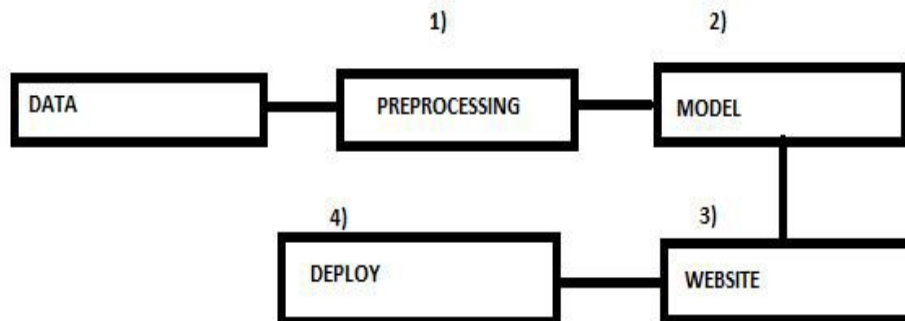 1)
2)
DATA
PREPROCESSING
MODEL
4)
3)
DEPLOY
WEBSITE